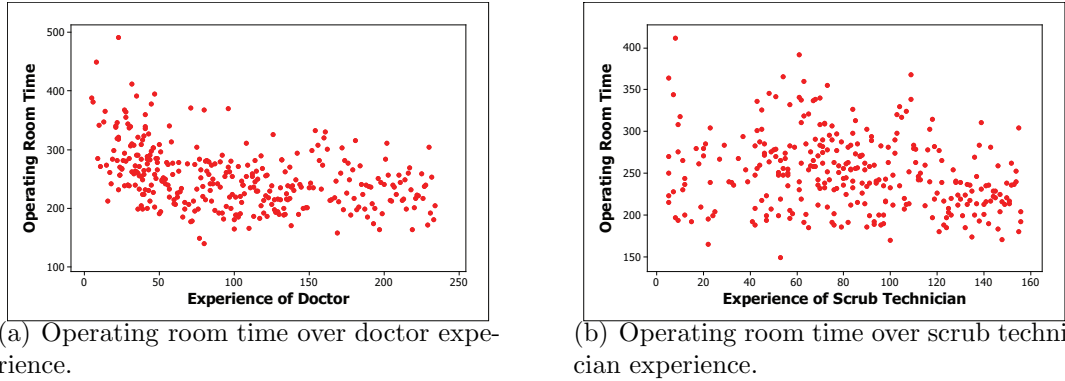 500
400
300
200
100
Operating Room Time
0 50 100 150 200 250
Experience of Doctor
(a) Operating room time over doctor expe-
rience.
400
350
300
250
200
150
Operating Room Time
0 20 40 60 80 100 120 140 160
Experience of Scrub Technician
(b) Operating room time over scrub techni
cian experience.